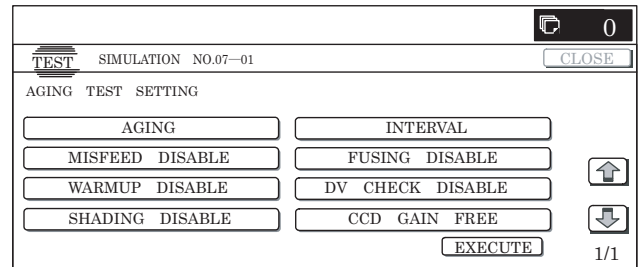 0
TEST SIMULATION NO.07—01 CLOSE
AGING TEST SETTING
AGING INTERVAL
MISFEED DISABLE FUSING DISABLE
WARMUP DISABLE DV CHECK DISABLE
SHADING DISABLE CCD GAIN FREE
EXECUTE
1/1